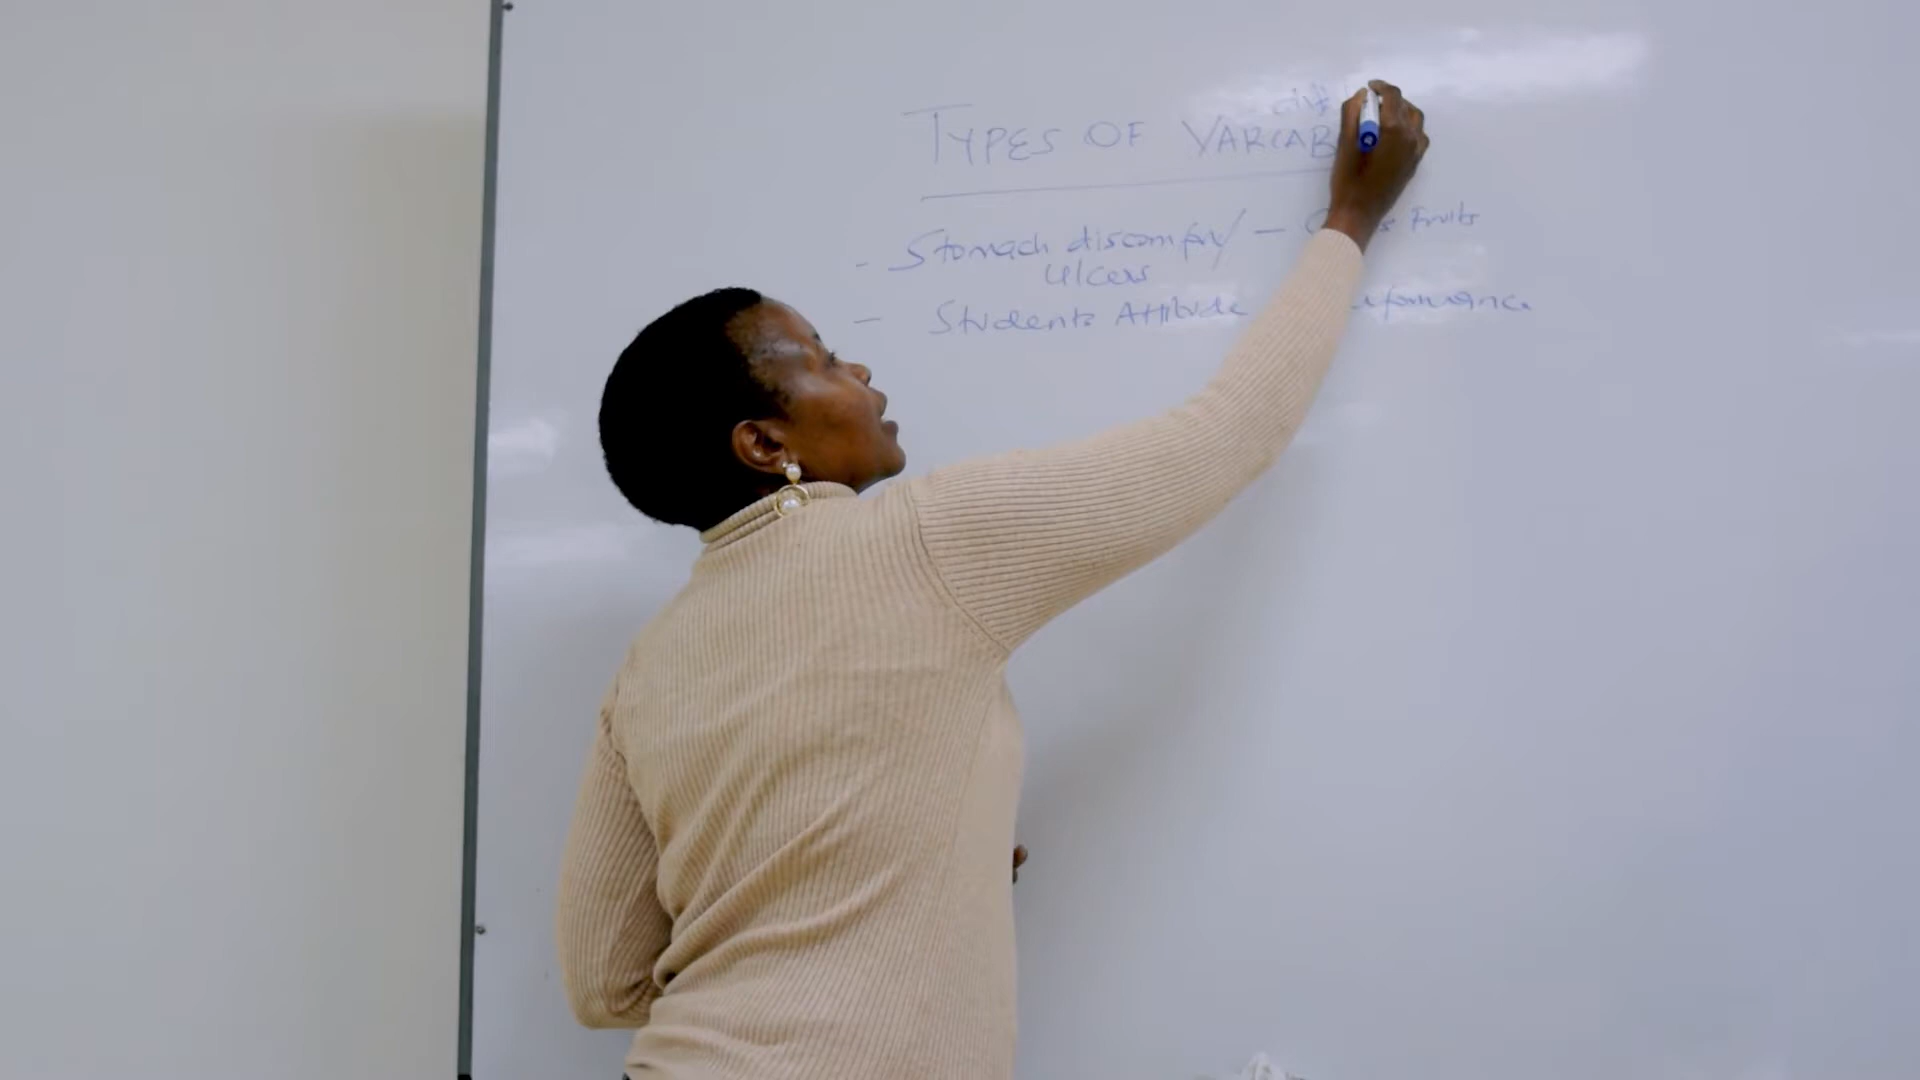 TYPES OF VARIAB
- Stomach discomfort/ - Fruits
Ulcers
- Students Attitude